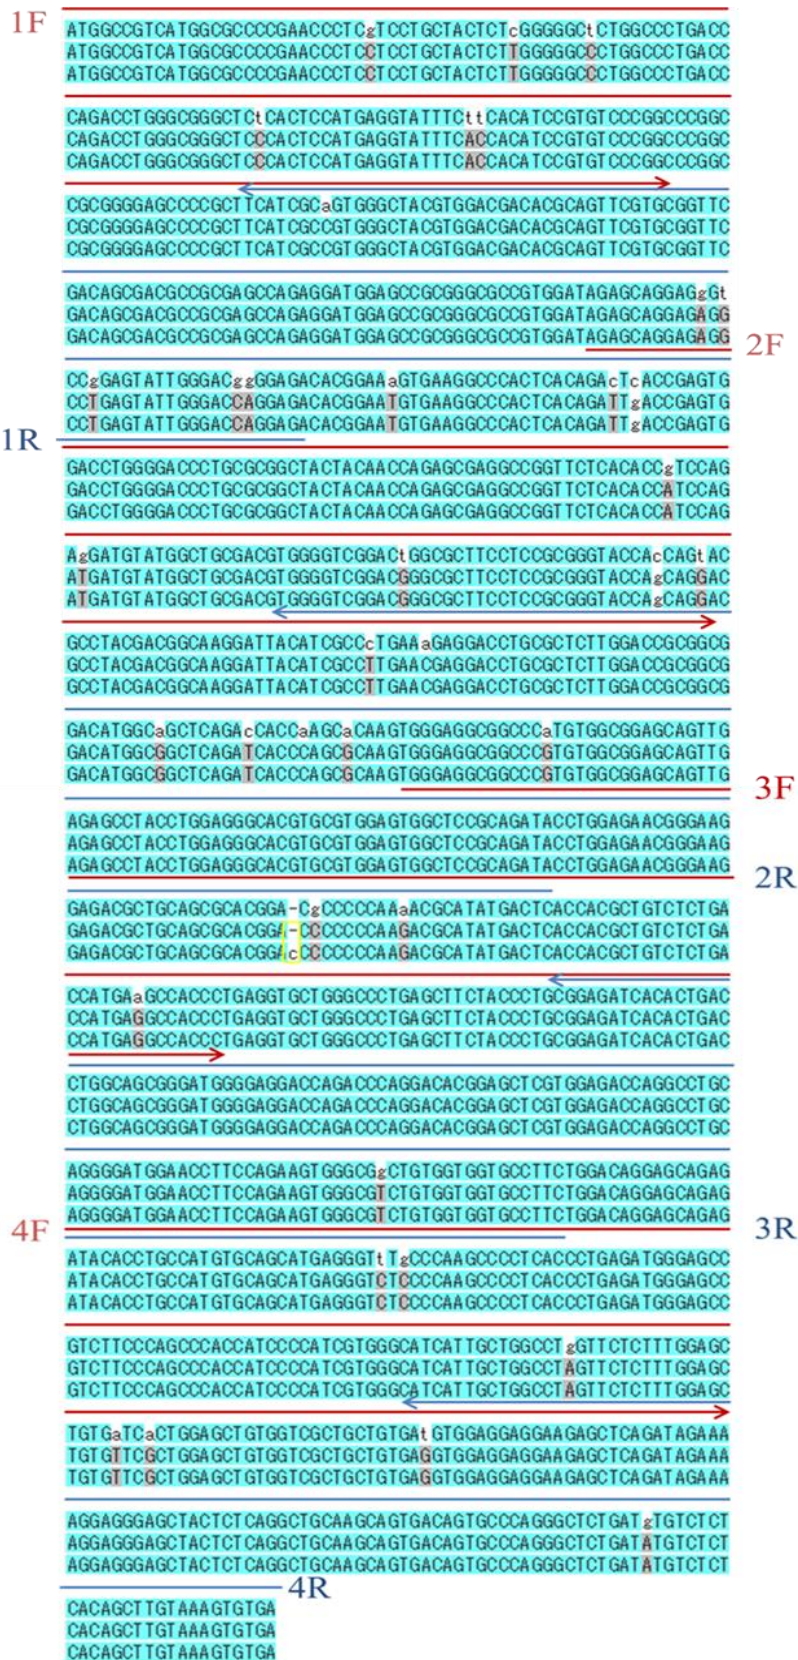 1F
ATGGCCGTCATGGCGCCCCGAACCCTCgTCCTGCTACTCTcGGGGGCtCTGGCCCTGACC
ATGGCCGTCATGGCGCCCCGAACCCTCCTCCTGCTACTCTTGGGGGCCCTGGCCCTGACC
ATGGCCGTCATGGCGCCCCGAACCCTCCTCCTGCTACTCTTGGGGGCCCTGGCCCTGACC
CAGACCTGGGCGGGCTCtCACTCCATGAGGTATTTCttCACATCCGTGTCCCGGCCCGGC
CAGACCTGGGCGGGCTCCCACTCCATGAGGTATTTCACCACATCCGTGTCCCGGCCCGGC
CAGACCTGGGCGGGCTCCCACTCCATGAGGTATTTCACCACATCCGTGTCCCGGCCCGGC
CGCGGGGAGCCCCGCTTCATCGCaGTGGGCTACGTGGACGACACGCAGTTCGTGCGGTTC
CGCGGGGAGCCCCGCTTCATCGCCGTGGGCTACGTGGACGACACGCAGTTCGTGCGGTTC
CGCGGGGAGCCCCGCTTCATCGCCGTGGGCTACGTGGACGACACGCAGTTCGTGCGGTTC
GACAGCGACGCCGCGAGCCAGAGGATGGAGCCGCGGGCGCCGTGGATAGAGCAGGAGgGt
GACAGCGACGCCGCGAGCCAGAGGATGGAGCCGCGGGCGCCGTGGATAGAGCAGGAGAGG
GACAGCGACGCCGCGAGCCAGAGGATGGAGCCGCGGGCGCCGTGGATAGAGCAGGAGAGG
2F
CCgGAGTATTGGGACggGGAGACACGGAAaGTGAAGGCCCACTCACAGAcTcACCGAGTG
CCTGAGTATTGGGACCAGGAGACACGGAATGTGAAGGCCCACTCACAGATTgACCGAGTG
CCTGAGTATTGGGACCAGGAGACACGGAATGTGAAGGCCCACTCACAGATTgACCGAGTG
1R
GACCTGGGGACCCTGCGCGGCTACTACAACCAGAGCGAGGCCGGTTCTCACACCgTCCAG
GACCTGGGGACCCTGCGCGGCTACTACAACCAGAGCGAGGCCGGTTCTCACACCATCCAG
GACCTGGGGACCCTGCGCGGCTACTACAACCAGAGCGAGGCCGGTTCTCACACCATCCAG
AgGATGTATGGCTGCGACGTGGGGTCGGACtGGCGCTTCCTCCGCGGGTACCAcCAGtAC
ATGATGTATGGCTGCGACGTGGGGTCGGACGGGCGCTTCCTCCGCGGGTACCAgCAGGAC
ATGATGTATGGCTGCGACGTGGGGTCGGACGGGCGCTTCCTCCGCGGGTACCAgCAGGAC
GCCTACGACGGCAAGGATTACATCGCCcTGAAaGAGGACCTGCGCTCTTGGACCGCGGCG
GCCTACGACGGCAAGGATTACATCGCCTTGAACGAGGACCTGCGCTCTTGGACCGCGGCG
GCCTACGACGGCAAGGATTACATCGCCTTGAACGAGGACCTGCGCTCTTGGACCGCGGCG
GACATGGCaGCTCAGAcCACCaAGCaCAAGTGGGAGGCGGCCCaTGTGGCGGAGCAGTTG
GACATGGCGGCTCAGATCACCCAGCGCAAGTGGGAGGCGGCCCGTGTGGCGGAGCAGTTG
GACATGGCGGCTCAGATCACCCAGCGCAAGTGGGAGGCGGCCCGTGTGGCGGAGCAGTTG
3F
AGAGCCTACCTGGAGGGCACGTGCGTGGAGTGGCTCCGCAGATACCTGGAGAACGGGAAG
AGAGCCTACCTGGAGGGCACGTGCGTGGAGTGGCTCCGCAGATACCTGGAGAACGGGAAG
AGAGCCTACCTGGAGGGCACGTGCGTGGAGTGGCTCCGCAGATACCTGGAGAACGGGAAG
2R
GAGACGCTGCAGCGCACGGA-CgCCCCCAAaACGCATATGACTCACCACGCTGTCTCTGA
GAGACGCTGCAGCGCACGGA-CCCCCCCAAGACGCATATGACTCACCACGCTGTCTCTGA
GAGACGCTGCAGCGCACGGAcCCCCCCCAAGACGCATATGACTCACCACGCTGTCTCTGA
CCATGAaGCCACCCTGAGGTGCTGGGCCCTGAGCTTCTACCCTGCGGAGATCACACTGAC
CCATGAGGCCACCCTGAGGTGCTGGGCCCTGAGCTTCTACCCTGCGGAGATCACACTGAC
CCATGAGGCCACCCTGAGGTGCTGGGCCCTGAGCTTCTACCCTGCGGAGATCACACTGAC
CTGGCAGCGGGATGGGGAGGACCAGACCCAGGACACGGAGCTCGTGGAGACCAGGCCTGC
CTGGCAGCGGGATGGGGAGGACCAGACCCAGGACACGGAGCTCGTGGAGACCAGGCCTGC
CTGGCAGCGGGATGGGGAGGACCAGACCCAGGACACGGAGCTCGTGGAGACCAGGCCTGC
AGGGGATGGAACCTTCCAGAAGTGGGCGgCTGTGGTGGTGCCTTCTGGACAGGAGCAGAG
AGGGGATGGAACCTTCCAGAAGTGGGCGTCTGTGGTGGTGCCTTCTGGACAGGAGCAGAG
AGGGGATGGAACCTTCCAGAAGTGGGCGTCTGTGGTGGTGCCTTCTGGACAGGAGCAGAG
4F
3R
ATACACCTGCCATGTGCAGCATGAGGGTtTgCCCAAGCCCCTCACCCTGAGATGGGAGCC
ATACACCTGCCATGTGCAGCATGAGGGTCTCCCCAAGCCCCTCACCCTGAGATGGGAGCC
ATACACCTGCCATGTGCAGCATGAGGGTCTCCCCAAGCCCCTCACCCTGAGATGGGAGCC
GTCTTCCCAGCCCACCATCCCCATCGTGGGCATCATTGCTGGCCTgGTTCTCTTTGGAGC
GTCTTCCCAGCCCACCATCCCCATCGTGGGCATCATTGCTGGCCTAGTTCTCTTTGGAGC
GTCTTCCCAGCCCACCATCCCCATCGTGGGCATCATTGCTGGCCTAGTTCTCTTTGGAGC
TGTGaTCaCTGGAGCTGTGGTCGCTGCTGTGAtGTGGAGGAGGAAGAGCTCAGATAGAAA
TGTGTTCGCTGGAGCTGTGGTCGCTGCTGTGAGGTGGAGGAGGAAGAGCTCAGATAGAAA
TGTGTTCGCTGGAGCTGTGGTCGCTGCTGTGAGGTGGAGGAGGAAGAGCTCAGATAGAAA
AGGAGGGAGCTACTCTCAGGCTGCAAGCAGTGACAGTGCCCAGGGCTCTGATgTGTCTCT
AGGAGGGAGCTACTCTCAGGCTGCAAGCAGTGACAGTGCCCAGGGCTCTGATATGTCTCT
AGGAGGGAGCTACTCTCAGGCTGCAAGCAGTGACAGTGCCCAGGGCTCTGATATGTCTCT
4R
CACAGCTTGTAAAGTGTGA
CACAGCTTGTAAAGTGTGA
CACAGCTTGTAAAGTGTGA